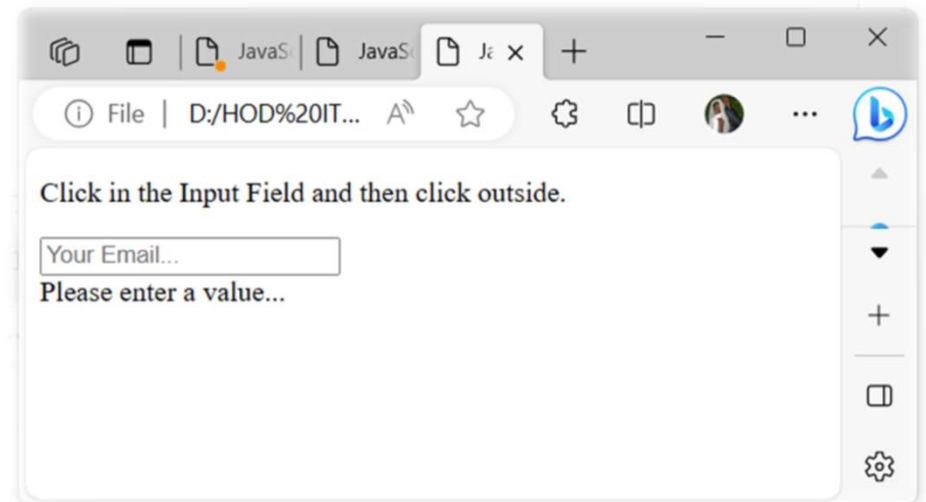 JavaS
JavaS
Ja
File | D:/HOD%20IT...
Click in the Input Field and then click outside.
Your Email...
Please enter a value...